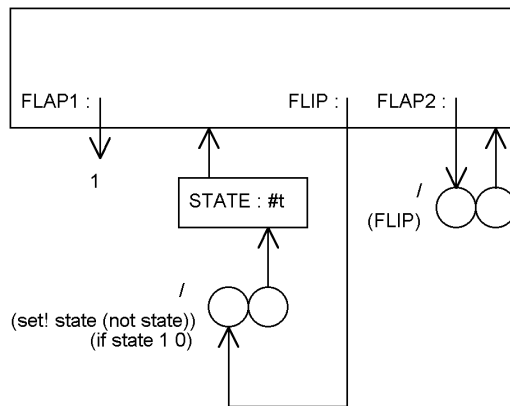 FLAP1 :
FLIP :
FLAP2 :
1
STATE : #t
/
(FLIP)
/
(set! state (not state))
(if state 1 0)